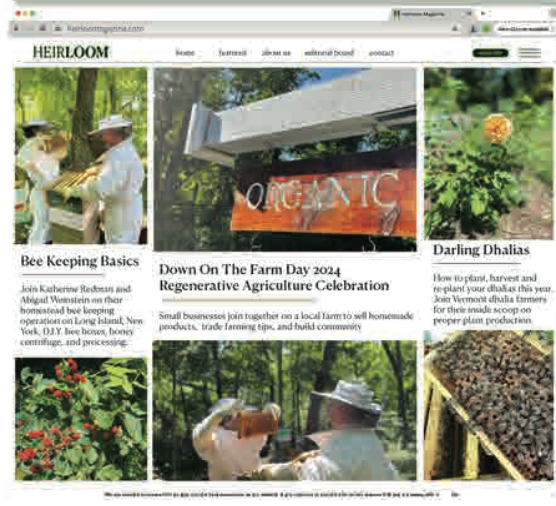 Heirloom Magazine
heirloommagazine.com
HEIRLOOM
home featured about us editorial board contact
ORGANIC
Bee Keeping Basics
Join Katherine Redman and
Abigail Weinstein on their
homestead bee keeping
operation on Long Island, New
York, D.I.Y. bee boxes, honey
centrifuge, and processing.
Down On The Farm Day 2024
Regenerative Agriculture Celebration
Small businesses join together on a local farm to sell homemade
products, trade farming tips, and build community
Darling Dhalias
How to plant, harvest and
re-plant your dhalias this year.
Join Vermont dhalia farmers
for their inside scoop on
proper plant production.